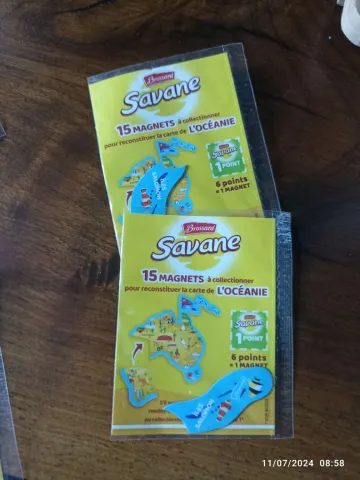 Brossard
Savane
15 MAGNETS à collectionner
pour reconstituer la carte de L'OCÉANIE
Savane
1 POINT
6 points
= 1 MAGNET
Brossard
Savane
15 MAGNETS à collectionner
pour reconstituer la carte de L'OCÉANIE
Savane
1 POINT
6 points
= 1 MAGNET
11/07/2024 08:58